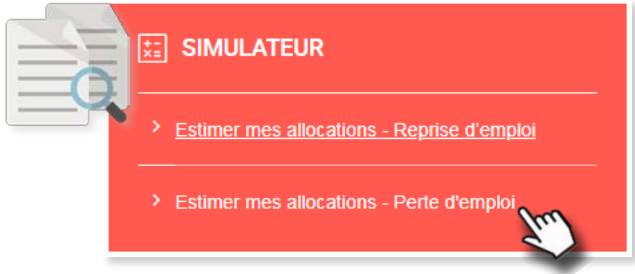 SIMULATEUR
Estimer mes allocations - Reprise d'emploi
Estimer mes allocations - Perte d'emploi